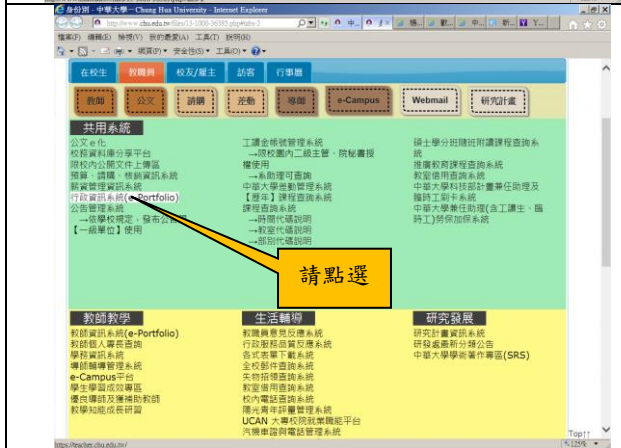 身份別 - 中華大學 - Chung Hua University - Internet Explorer
http://www.chu.edu.tw/files/13-1000-36383.php#tabs-2
檔案(F) 編輯(E) 檢視(V) 我的最愛(A) 工具(T) 說明(H)
網頁(P) 安全性(S) 工具(O)
在校生 教職員 校友/雇主 訪客 行事曆
教師 公文 請購 差勤 導師 e-Campus Webmail 研究計畫
共用系統
公文e化
校務資料庫分享平台
限校內公開文件上傳區
預算、請購、核銷資訊系統
薪資管理資訊系統
行政資訊系統(e-Portfolio)
公告管理系統
→依學校規定、發布公
【一級單位】使用
工讀金帳號管理系統
→限校園內二級主管、院秘書授
權使用
→系助理可查詢
中華大學差勤管理系統
【歷年】課程查詢系統
課程查詢系統
→時間代碼說明
→教室代碼說明
→部別代碼說明
碩士學分班隨班附讀課程查詢系
統
推廣教育課程查詢系統
教室借用查詢系統
中華大學科技部計畫兼任助理及
臨時工刷卡系統
中華大學兼任助理(含工讀生、臨
時工)勞保加保系統
請點選
教師教學
教師資訊系統(e-Portfolio)
教師個人專長查詢
學務資訊系統
導師輔導管理系統
e-Campus平台
學生學習成效專區
優良導師及獲補助教師
教學知能成長研習
生活輔導
教職員意見反應系統
行政服務品質反應系統
各式表單下載系統
全校郵件查詢系統
失物招領查詢系統
教室借用查詢系統
校內電話查詢系統
陽光青年評量管理系統
UCAN 大專校院就業職能平台
汽機車證與電話管理系統
研究發展
研究計畫資訊系統
研發處最新分類公告
中華大學學術著作專區(SRS)
Top↑↑
https://teacher.chu.edu.tw/
125%